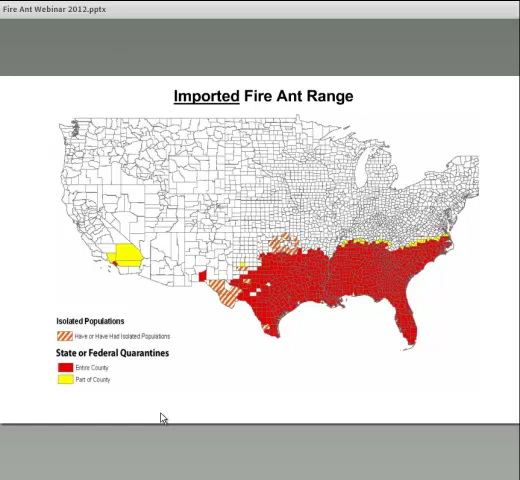 Fire Ant Webinar 2012.pptx
Imported Fire Ant Range
Isolated Populations
Have or Have Had Isolated Populations
State or Federal Quarantines
Entire County
Part of County